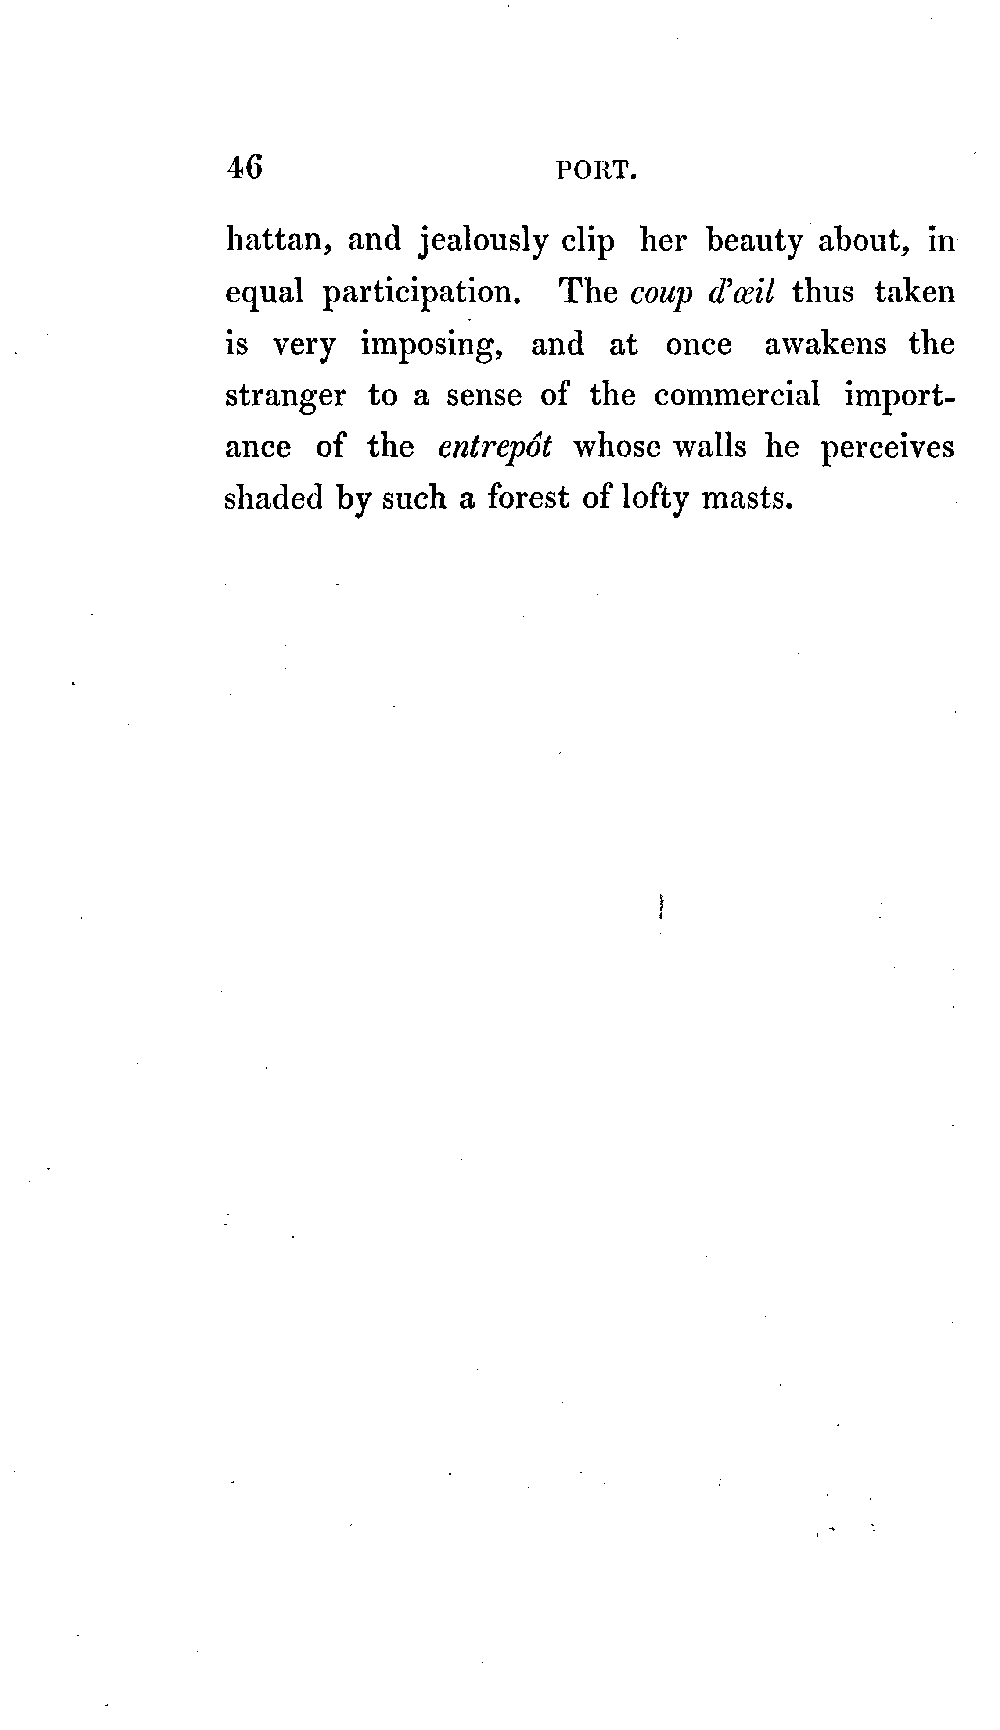 46 PORT.
hattan, and jealously clip her beauty about, in
equal participation. The coup d'œil thus taken
is very imposing, and at once awakens the
stranger to a sense of the commercial import-
ance of the entrepôt whose walls he perceives
shaded by such a forest of lofty masts.